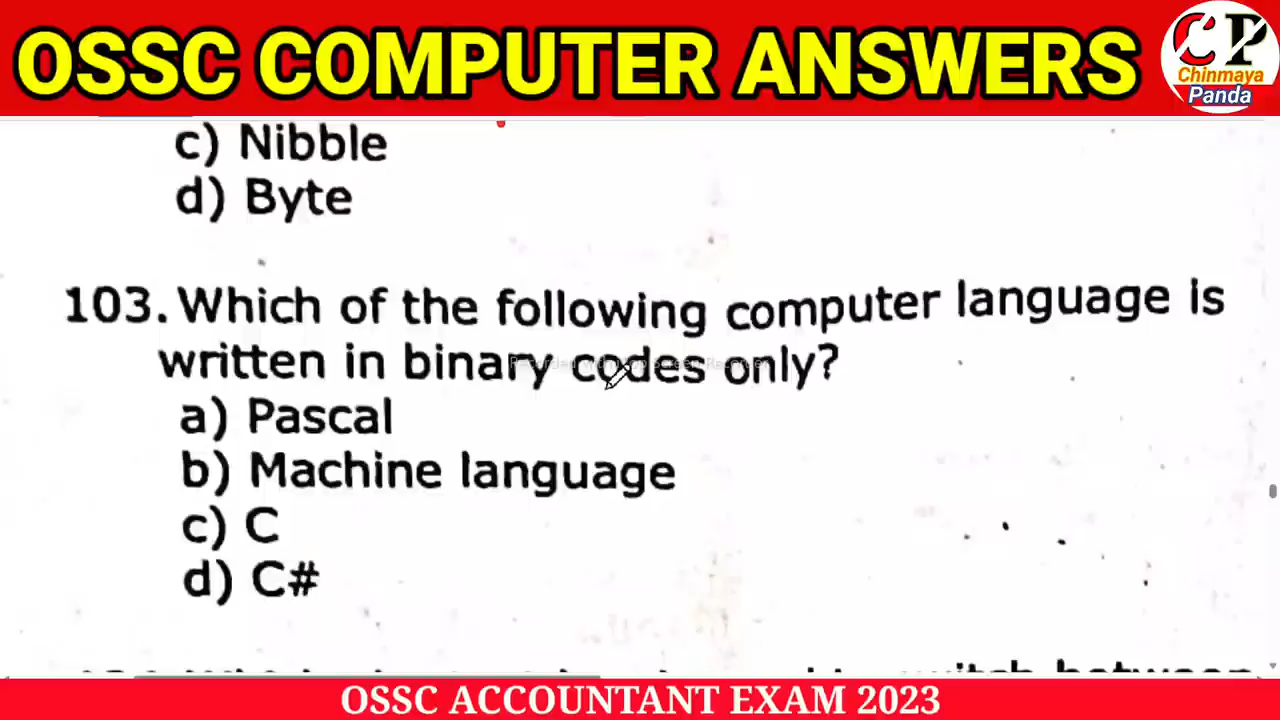 OSSC COMPUTER ANSWERS
CP
Chinmaya
Panda
c) Nibble
d) Byte
103. Which of the following computer language is
written in binary codes only?
a) Pascal
b) Machine language
c) C
d) C#
OSSC ACCOUNTANT EXAM 2023